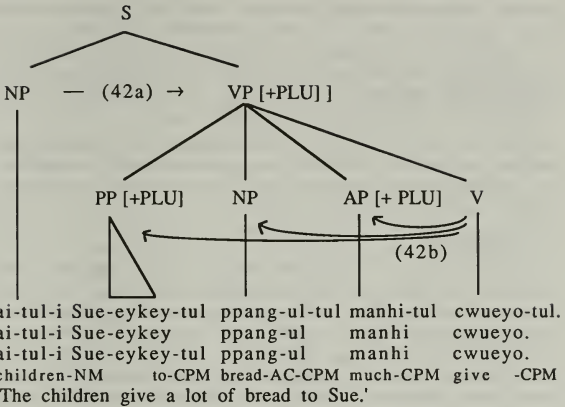 S
NP — (42a) → VP [+PLU] ]
PP [+PLU] NP AP [+ PLU] V
(42b)
ai-tul-i Sue-eykey-tul ppang-ul-tul manhi-tul cwueyo-tul.
ai-tul-i Sue-eykey ppang-ul manhi cwueyo.
ai-tul-i Sue-eykey-tul ppang-ul manhi cwueyo.
children-NM to-CPM bread-AC-CPM much-CPM give -CPM
The children give a lot of bread to Sue.'